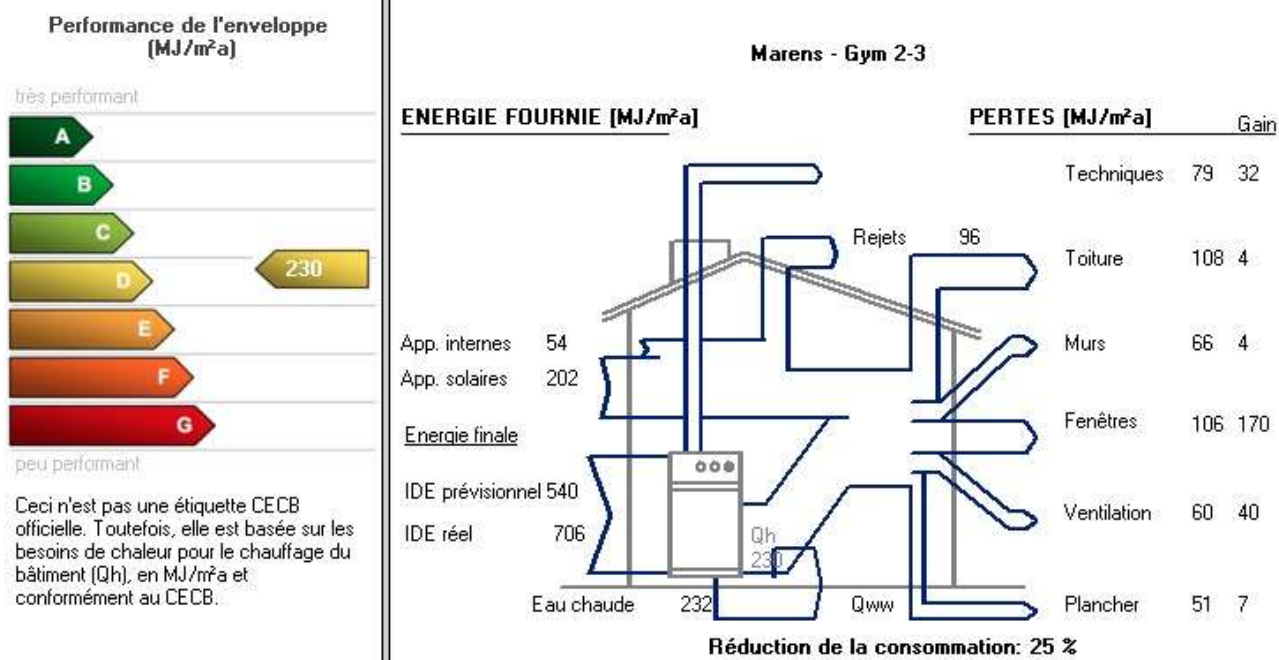 Performance de l'enveloppe
(MJ/m²a)
très performant
A
B
C
230
D
E
F
G
peu performant
Ceci n'est pas une étiquette CECB
officielle. Toutefois, elle est basée sur les
besoins de chaleur pour le chauffage du
bâtiment (Qh), en MJ/m²a et
conformément au CECB.
Marens - Gym 2-3
ENERGIE FOURNIE [MJ/m²a]
PERTES [MJ/m²a] Gain
Techniques 79 32
Rejets 96
Toiture 108 4
App. internes 54
Murs 66 4
App. solaires 202
Energie finale
Fenêtres 106 170
IDE prévisionnel 540
Ventilation 60 40
IDE réel 706
Qh
230
Eau chaude 232
Qww
Plancher 51 7
Réduction de la consommation: 25 %